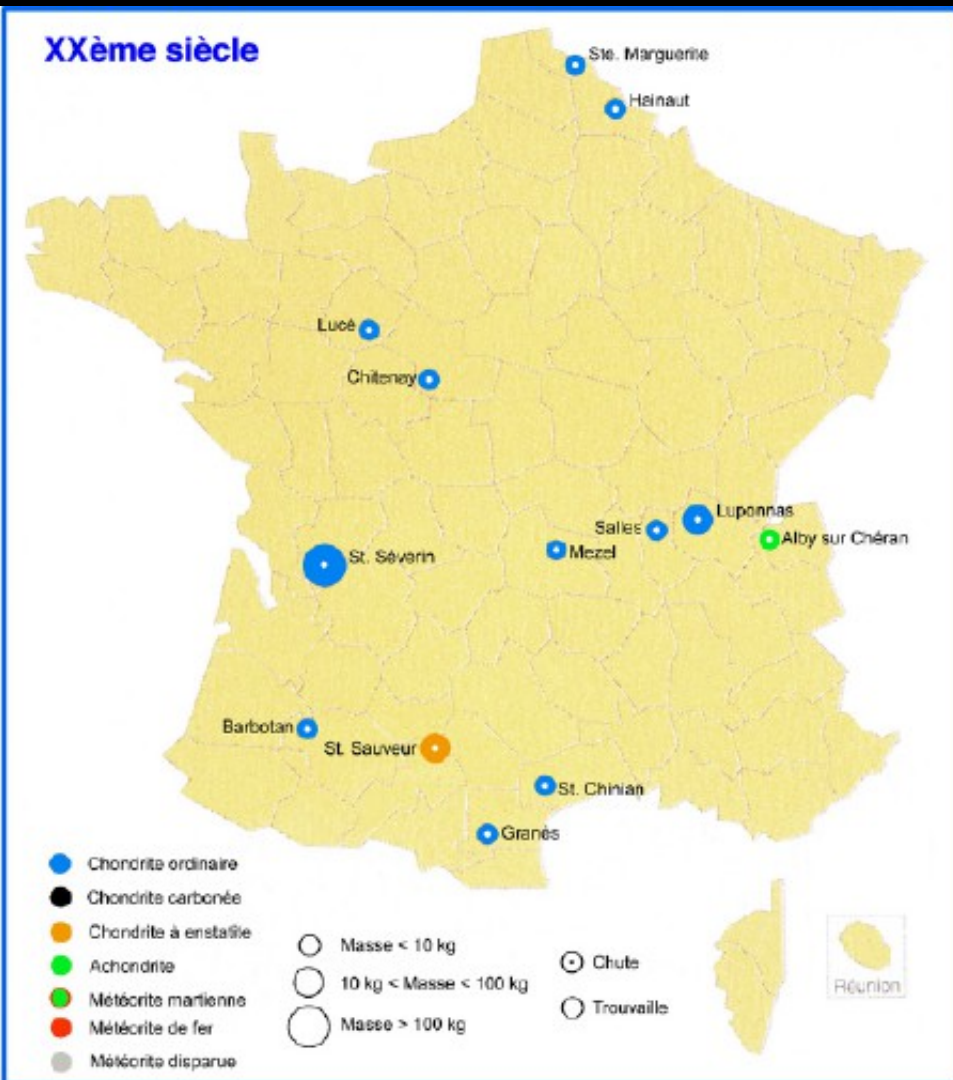 XXème siècle
Ste. Marguerite
Hainaut
Lucé
Chitenay
Luponnas
Salles
Alby sur Chéran
Mezel
St. Séverin
Barbotan
St. Sauveur
St. Chinian
Granès
Chondrite ordinaire
Chondrite carbonée
Chondrite à enstatite
Achondrite
Météorite martienne
Météorite de fer
Météorite disparue
Masse < 10 kg
10 kg < Masse < 100 kg
Masse > 100 kg
Chute
Trouvaille
Réunion